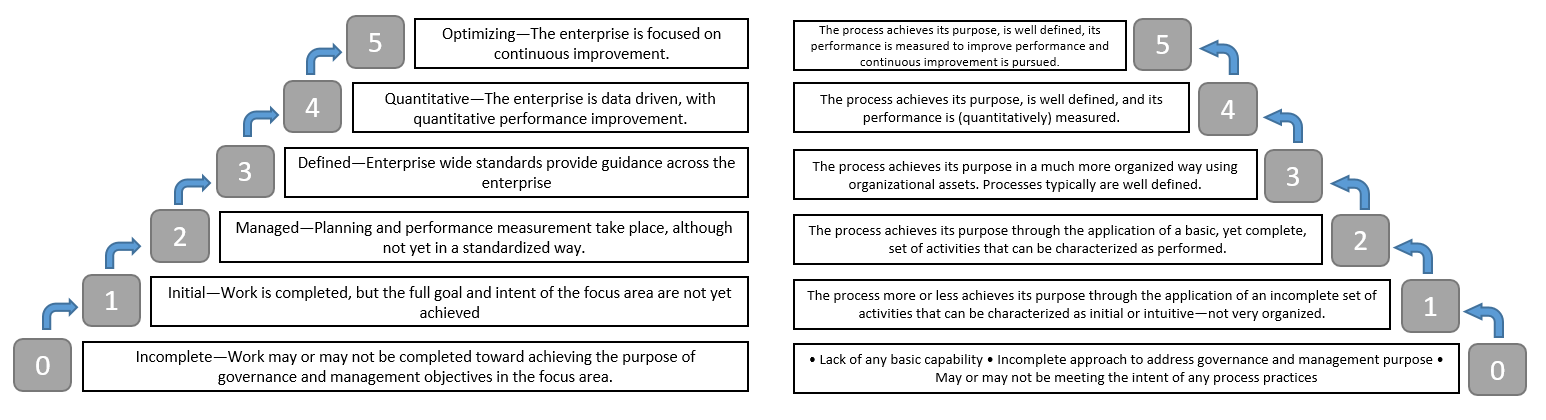 5
Optimizing—The enterprise is focused on
continuous improvement.
4
Quantitative—The enterprise is data driven, with
quantitative performance improvement.
3
Defined—Enterprise wide standards provide guidance across the
enterprise
2
Managed—Planning and performance measurement take place, although
not yet in a standardized way.
1
Initial—Work is completed, but the full goal and intent of the focus area are not yet
achieved
0
Incomplete—Work may or may not be completed toward achieving the purpose of
governance and management objectives in the focus area.
The process achieves its purpose, is well defined, its
performance is measured to improve performance and
continuous improvement is pursued.
5
The process achieves its purpose, is well defined, and its
performance is (quantitatively) measured.
4
The process achieves its purpose in a much more organized way using
organizational assets. Processes typically are well defined.
3
The process achieves its purpose through the application of a basic, yet complete,
set of activities that can be characterized as performed.
2
The process more or less achieves its purpose through the application of an incomplete set of
activities that can be characterized as initial or intuitive—not very organized.
1
• Lack of any basic capability • Incomplete approach to address governance and management purpose •
May or may not be meeting the intent of any process practices
0